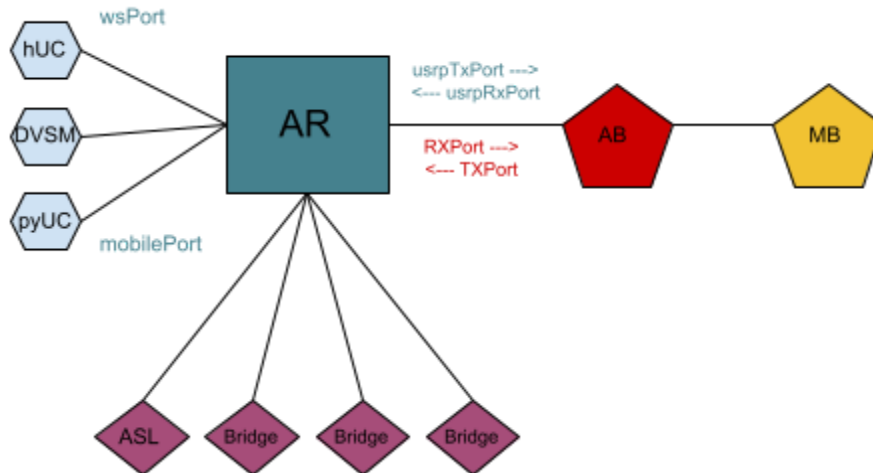 wsPort
hUC
DVSM
pyUC
mobilePort
AR
usrpTxPort --->
<--- usrpRxPort
RXPort --->
<--- TXPort
AB
MB
ASL
Bridge
Bridge
Bridge